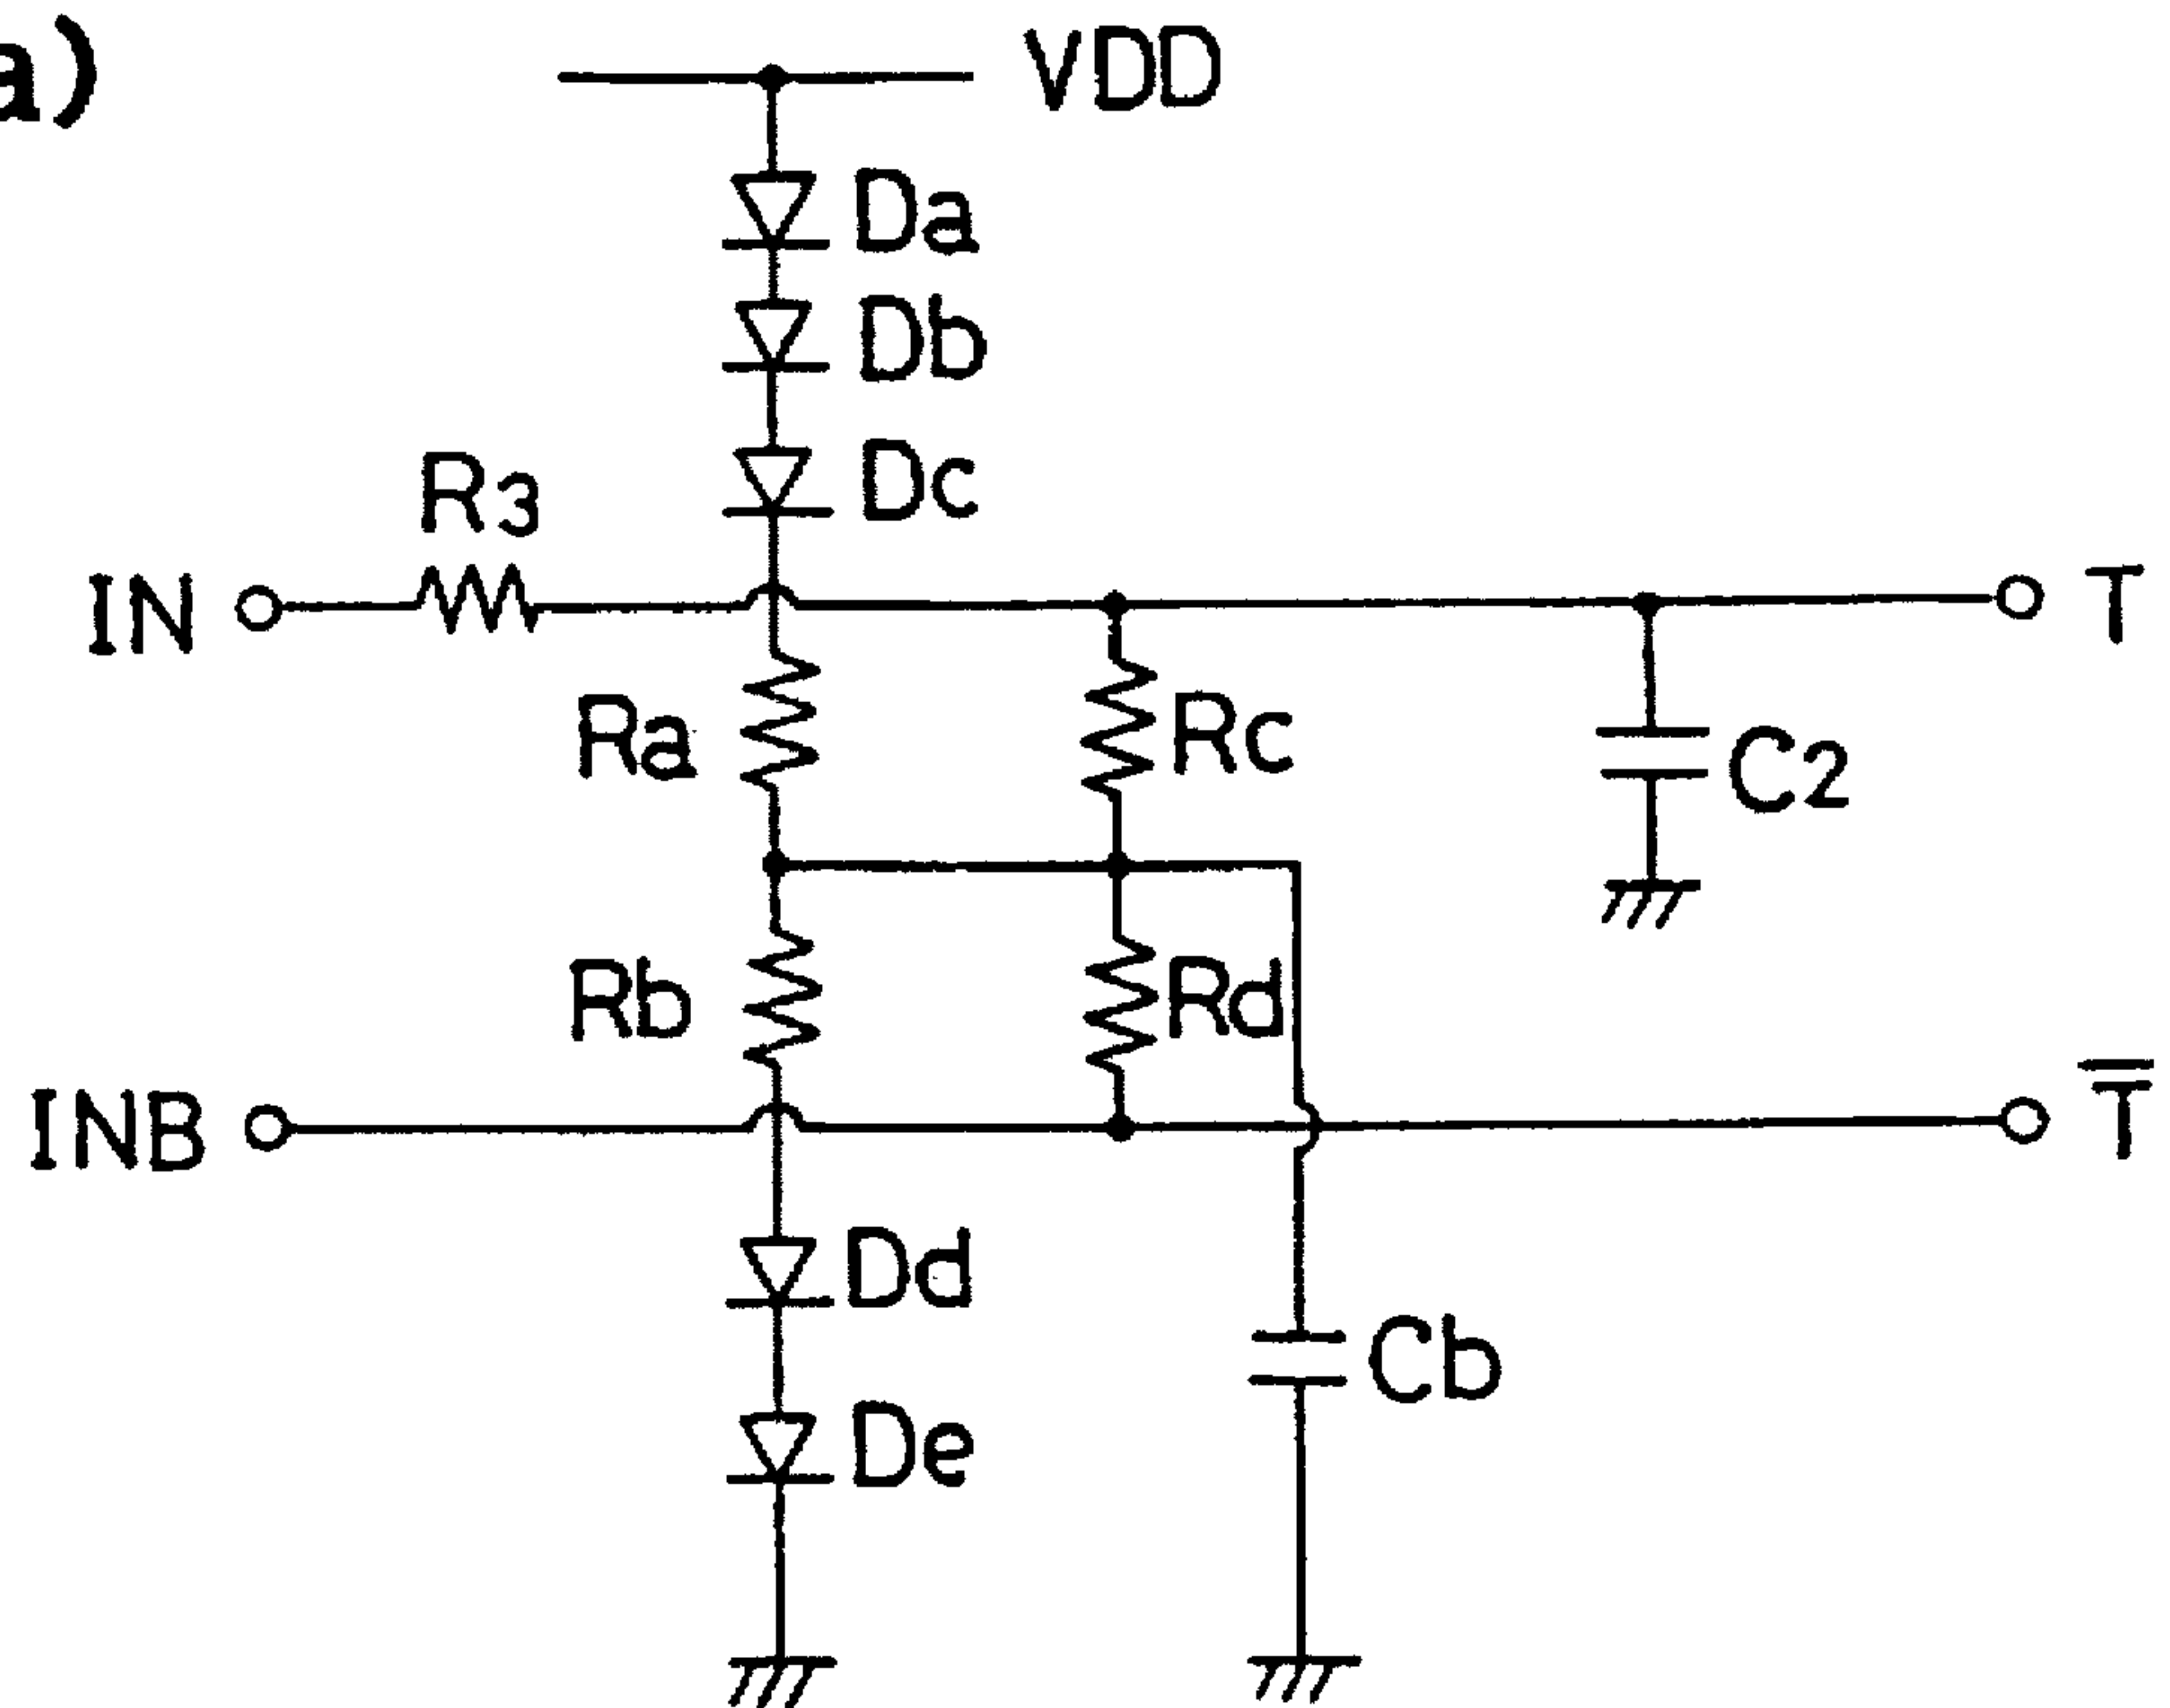 a)
VDD
Da
Db
Dc
R3
IN
T
Ra
Rc
C2
Rb
Rd
INB
T̅
Dd
Cb
De